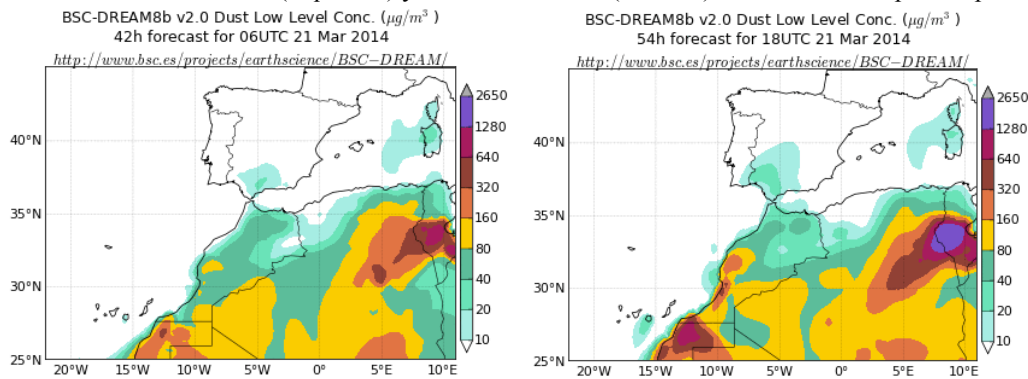 BSC-DREAM8b v2.0 Dust Low Level Conc. (μg/m³ )
42h forecast for 06UTC 21 Mar 2014
http://www.bsc.es/projects/earthscience/BSC−DREAM/
40°N
35°N
30°N
25°N
20°W 15°W 10°W 5°W 0°E 5°E 10°E
2650
1280
640
320
160
80
40
20
10
BSC-DREAM8b v2.0 Dust Low Level Conc. (μg/m³ )
54h forecast for 18UTC 21 Mar 2014
http://www.bsc.es/projects/earthscience/BSC−DREAM/
40°N
35°N
30°N
25°N
20°W 15°W 10°W 5°W 0°E 5°E 10°E
2650
1280
640
320
160
80
40
20
10